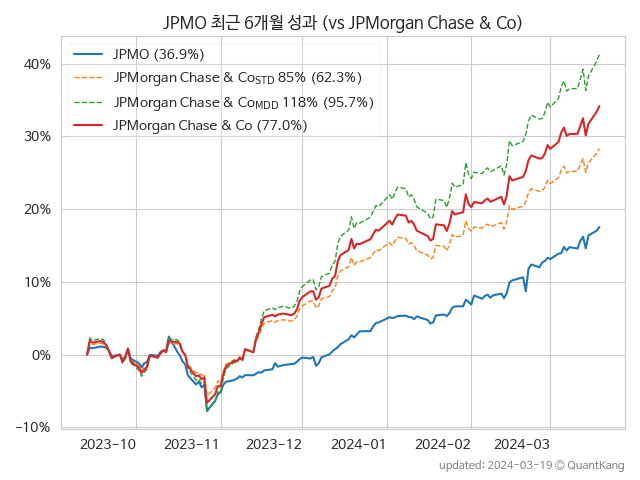 JPMO 최근 6개월 성과 (vs JPMorgan Chase & Co)
JPMO (36.9%)
JPMorgan Chase & CoSTD 85% (62.3%)
JPMorgan Chase & CoMDD 118% (95.7%)
JPMorgan Chase & Co (77.0%)
40%
30%
20%
10%
0%
−10%
2023−10
2023−11
2023−12
2024−01
2024−02
2024−03
updated: 2024-03-19 © QuantKang